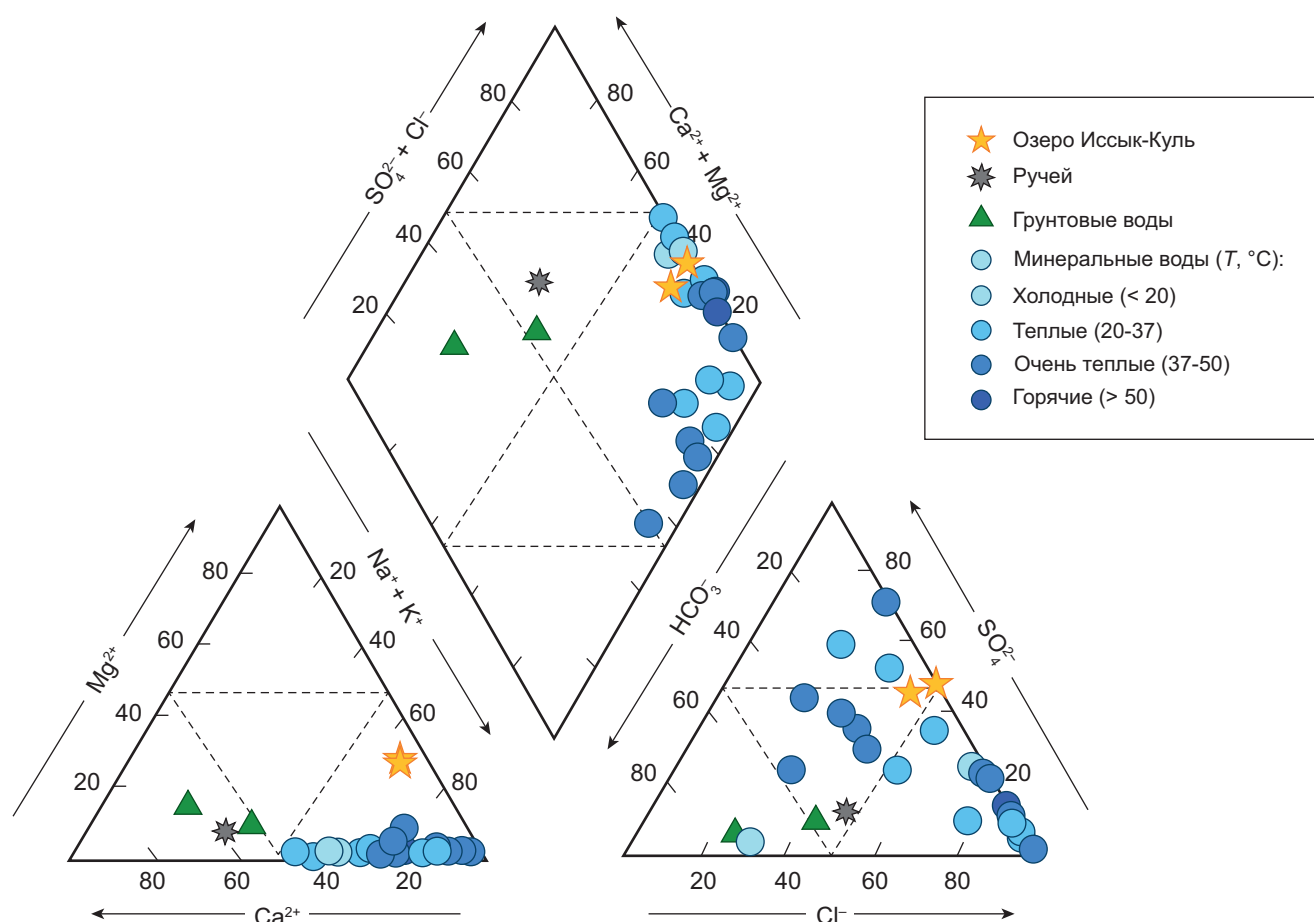 80
80
SO₄²⁻ + Cl⁻
Ca²⁺ + Mg²⁺
60
60
40
40
20
20
Озеро Иссык-Куль
Ручей
Грунтовые воды
Минеральные воды (T, °C):
Холодные (< 20)
Теплые (20-37)
Очень теплые (37-50)
Горячие (> 50)
Mg²⁺
Na⁺ + K⁺
80
20
60
40
40
60
20
80
80
60
40
20
Ca²⁺
HCO₃⁻
SO₄²⁻
20
80
40
60
60
40
80
20
20
40
60
80
Cl⁻